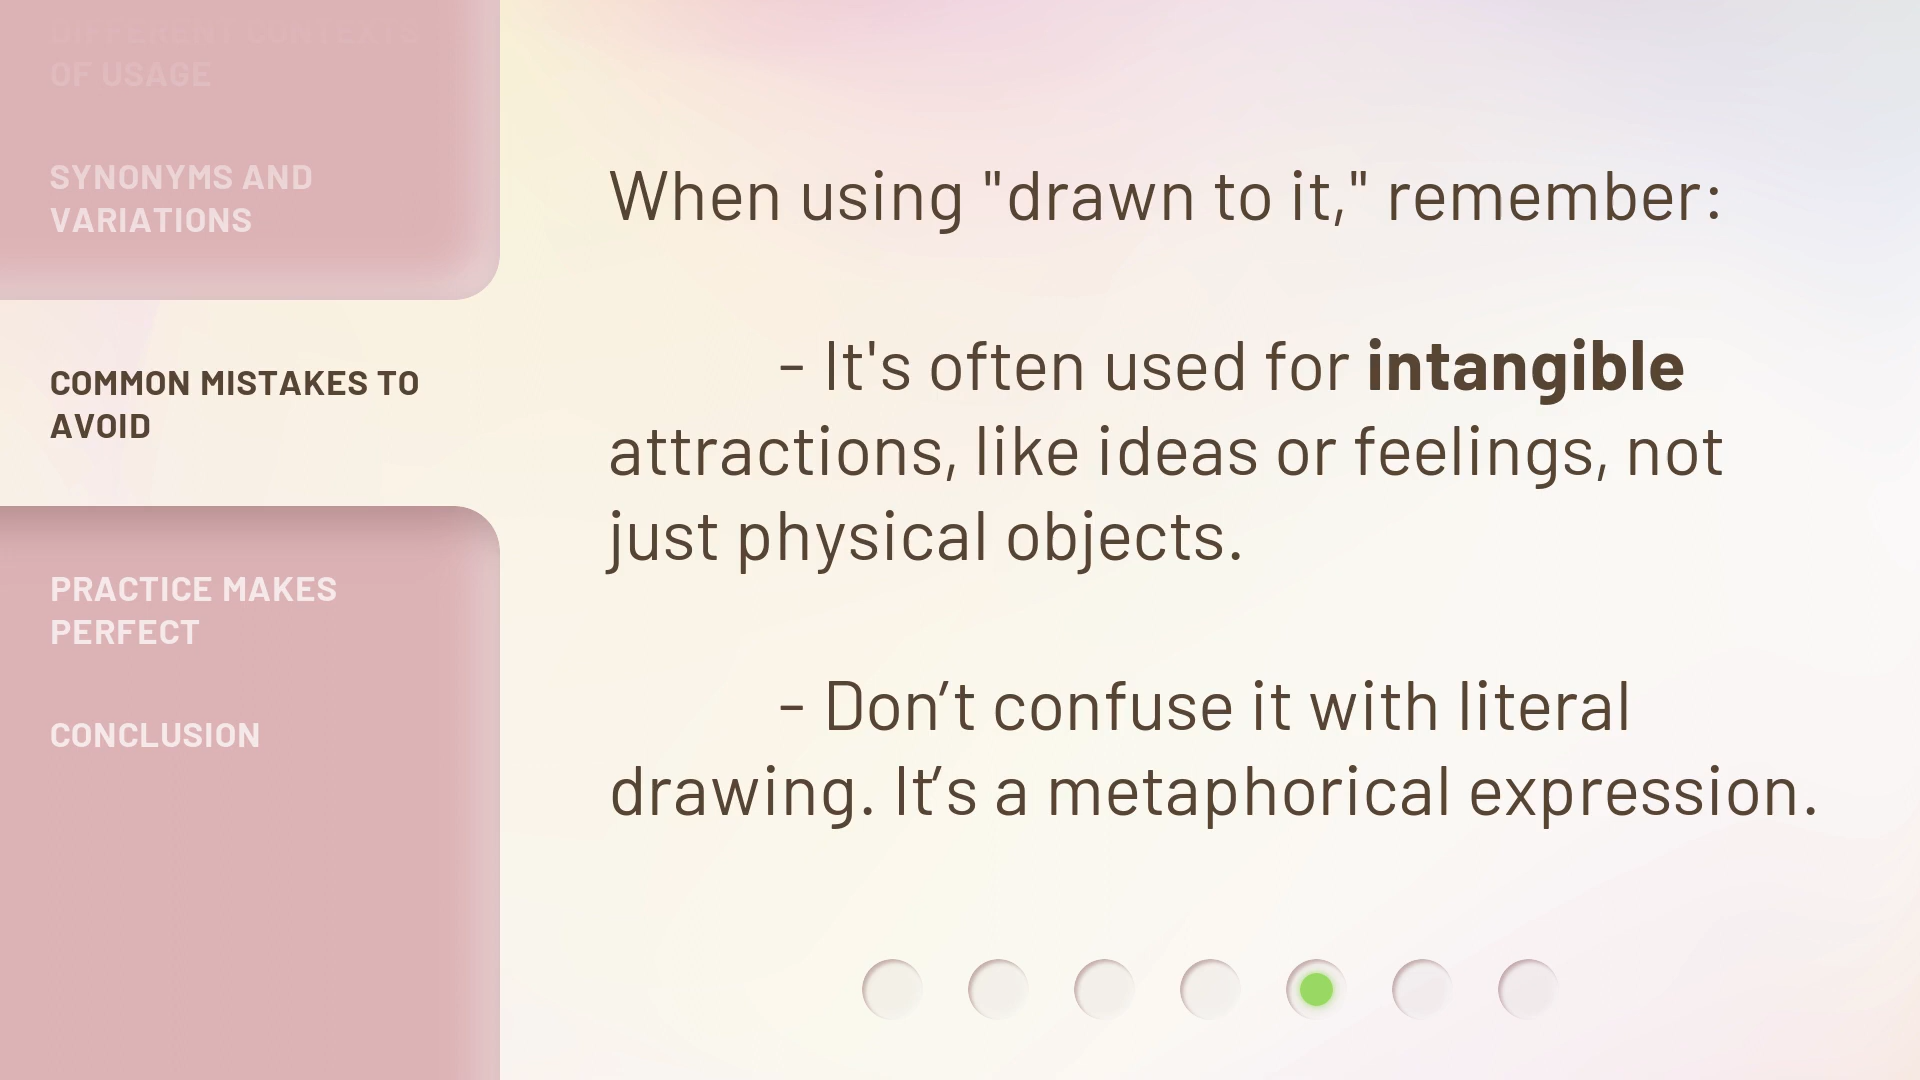 DIFFERENT CONTEXTS
OF USAGE
SYNONYMS AND
VARIATIONS
COMMON MISTAKES TO
AVOID
PRACTICE MAKES
PERFECT
CONCLUSION
When using "drawn to it," remember:
- It's often used for intangible
attractions, like ideas or feelings, not
just physical objects.
- Don’t confuse it with literal
drawing. It’s a metaphorical expression.